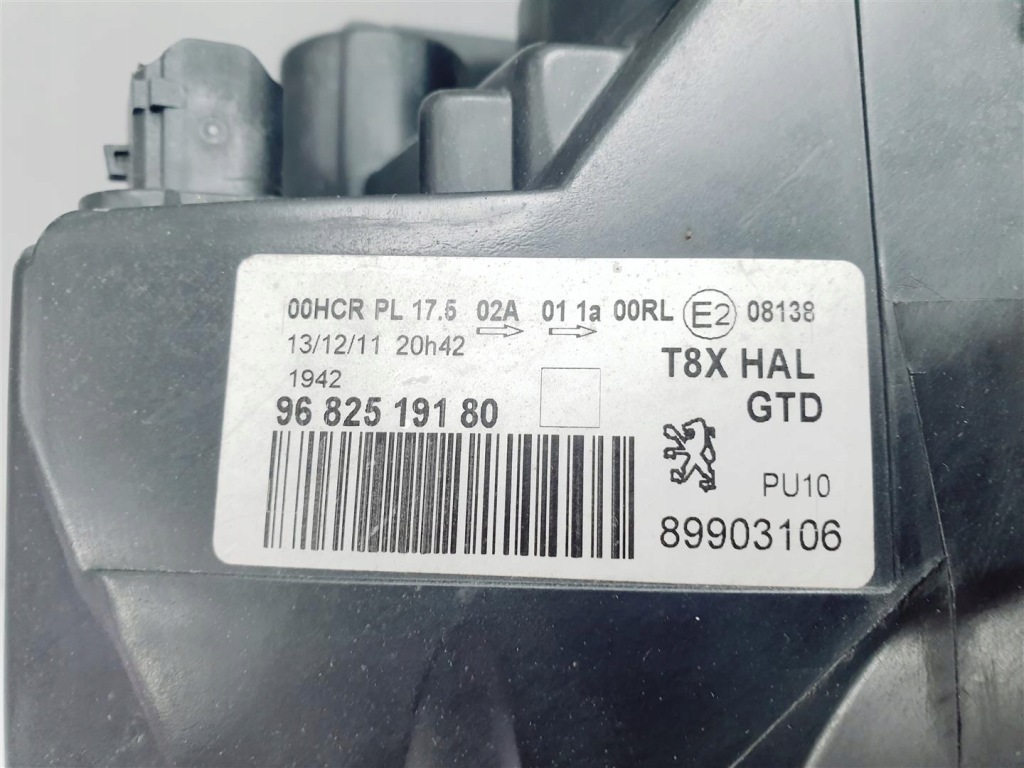 00HCR PL 17.5 02A 01 1a 00RL E2 08138
13/12/11 20h42 T8X HAL
1942 GTD
96 825 191 80
PU10
89903106